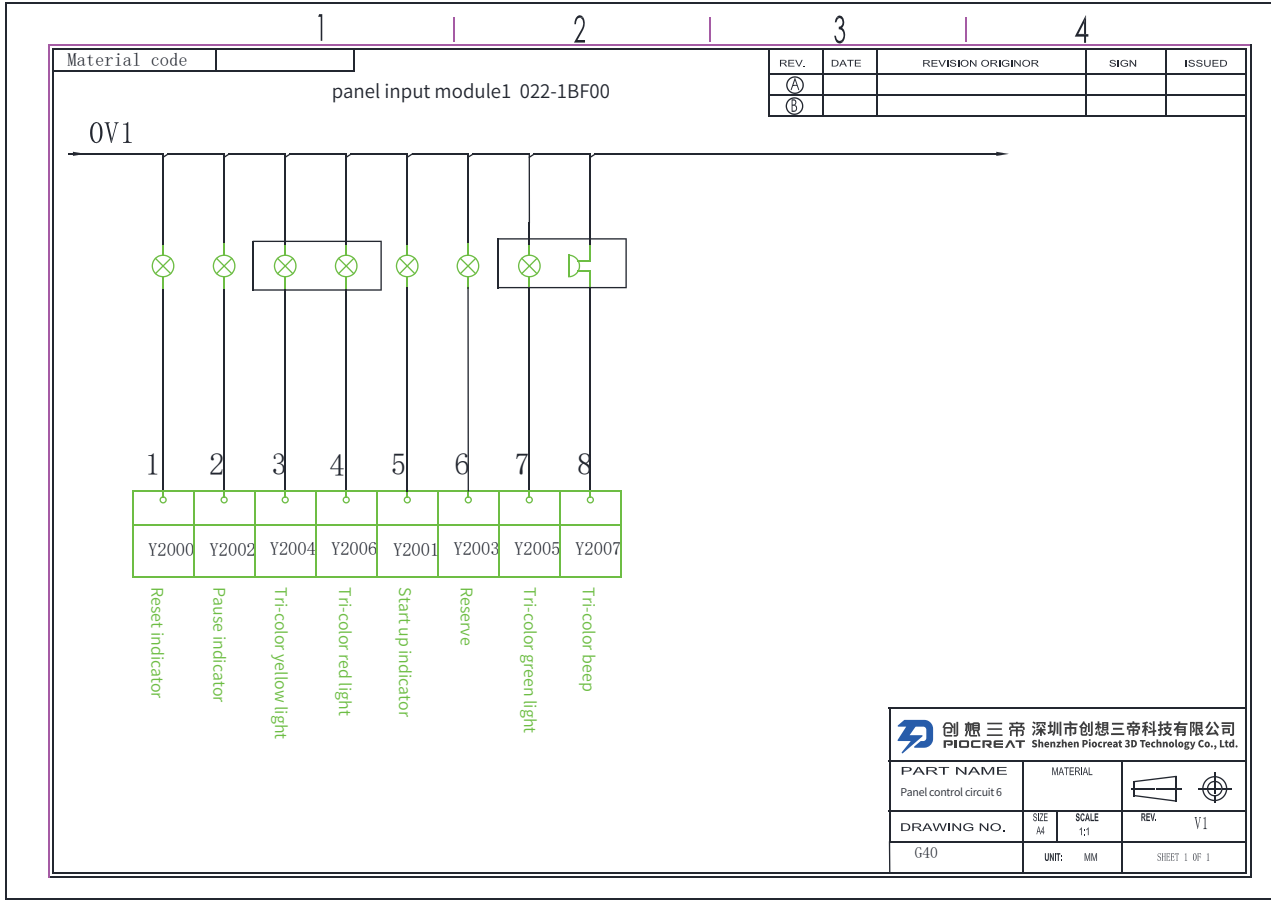 1 2 3 4
Material code
REV. DATE REVISION ORIGINOR SIGN ISSUED
A
B
panel input module1 022-1BF00
0V1
1 2 3 4 5 6 7 8
Y2000 Y2002 Y2004 Y2006 Y2001 Y2003 Y2005 Y2007
Reset indicator
Pause indicator
Tri-color yellow light
Tri-color red light
Start up indicator
Reserve
Tri-color green light
Tri-color beep
创想三帝 深圳市创想三帝科技有限公司
PIOCREAT Shenzhen Piocreat 3D Technology Co., Ltd.
PART NAME MATERIAL
Panel control circuit 6
DRAWING NO. SIZE SCALE REV. V1
A4 1:1
G40 UNIT: MM SHEET 1 OF 1